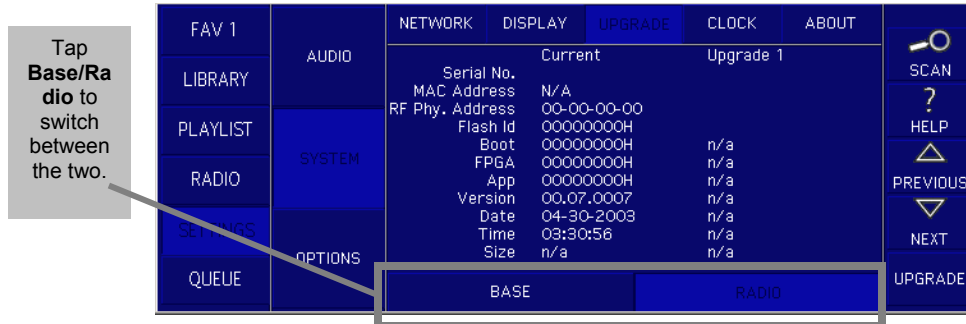 Tap
Base/Ra
dio to
switch
between
the two.
FAV 1
LIBRARY
PLAYLIST
RADIO
SETTINGS
QUEUE
AUDIO
SYSTEM
OPTIONS
NETWORK DISPLAY UPGRADE CLOCK ABOUT
Current Upgrade 1
Serial No.
MAC Address N/A
RF Phy. Address 00-00-00-00
Flash Id 00000000H
Boot 00000000H n/a
FPGA 00000000H n/a
App 00000000H n/a
Version 00.07.0007 n/a
Date 04-30-2003 n/a
Time 03:30:56 n/a
Size n/a n/a
BASE RADIO
SCAN
?
HELP
PREVIOUS
NEXT
UPGRADE